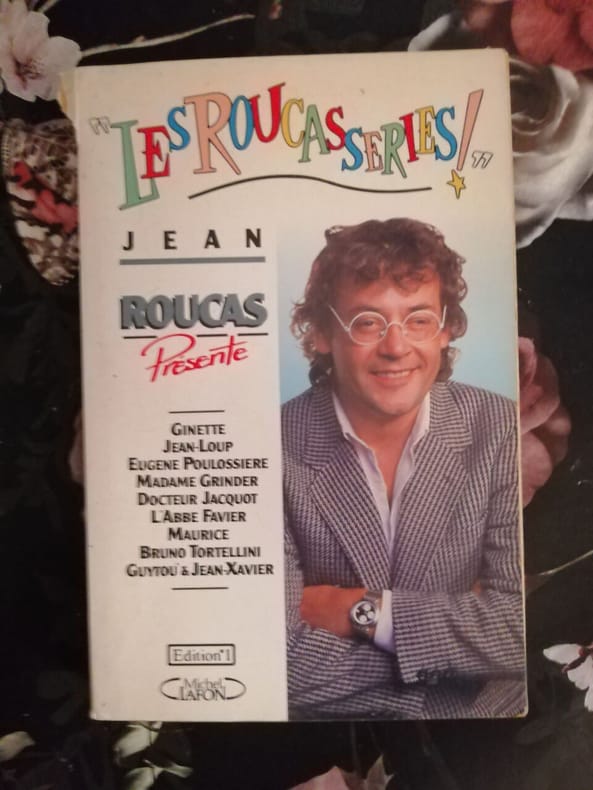 "LES ROUCASSERIES!"
JEAN
ROUCAS
Présente
GINETTE
JEAN-LOUP
EUGENE POULOSSIERE
MADAME GRINDER
DOCTEUR JACQUOT
L'ABBE FAVIER
MAURICE
BRUNO TORTELLINI
GUYTOU & JEAN-XAVIER
Edition°1
Michel
LAFON